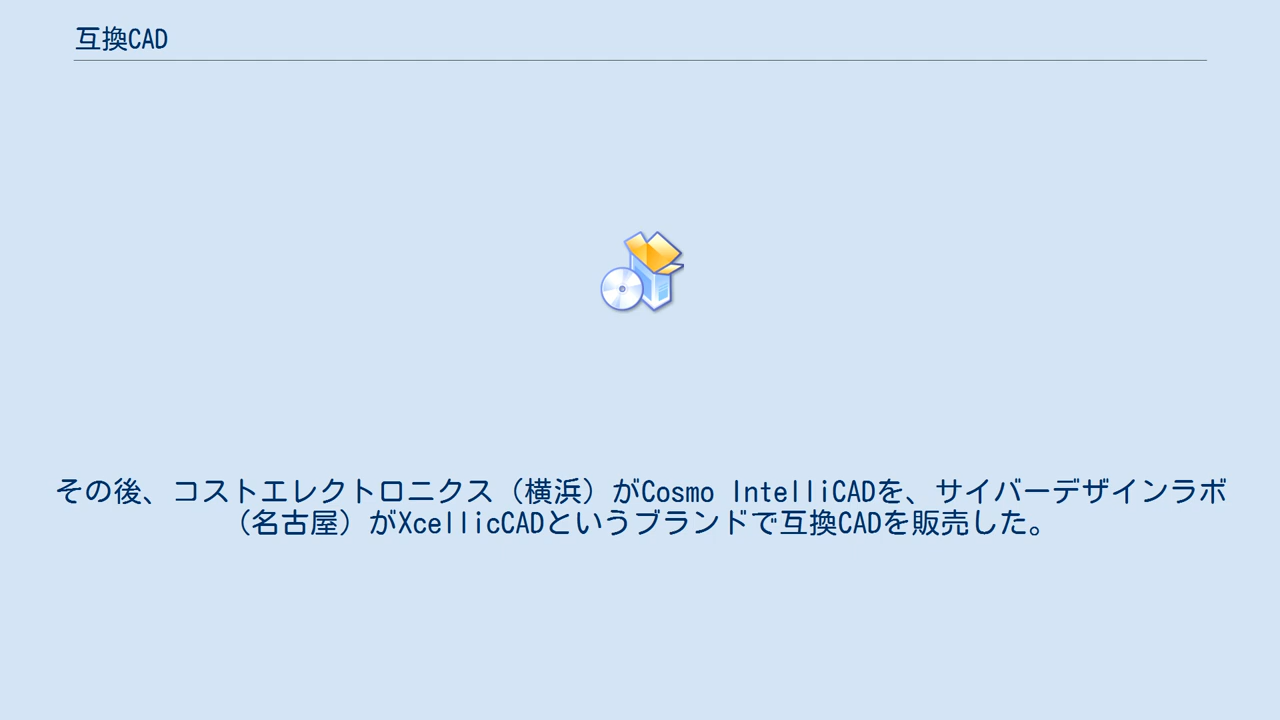 互換CAD
その後、コストエレクトロニクス（横浜）がCosmo IntelliCADを、サイバーデザインラボ
（名古屋）がXcellicCADというブランドで互換CADを販売した。